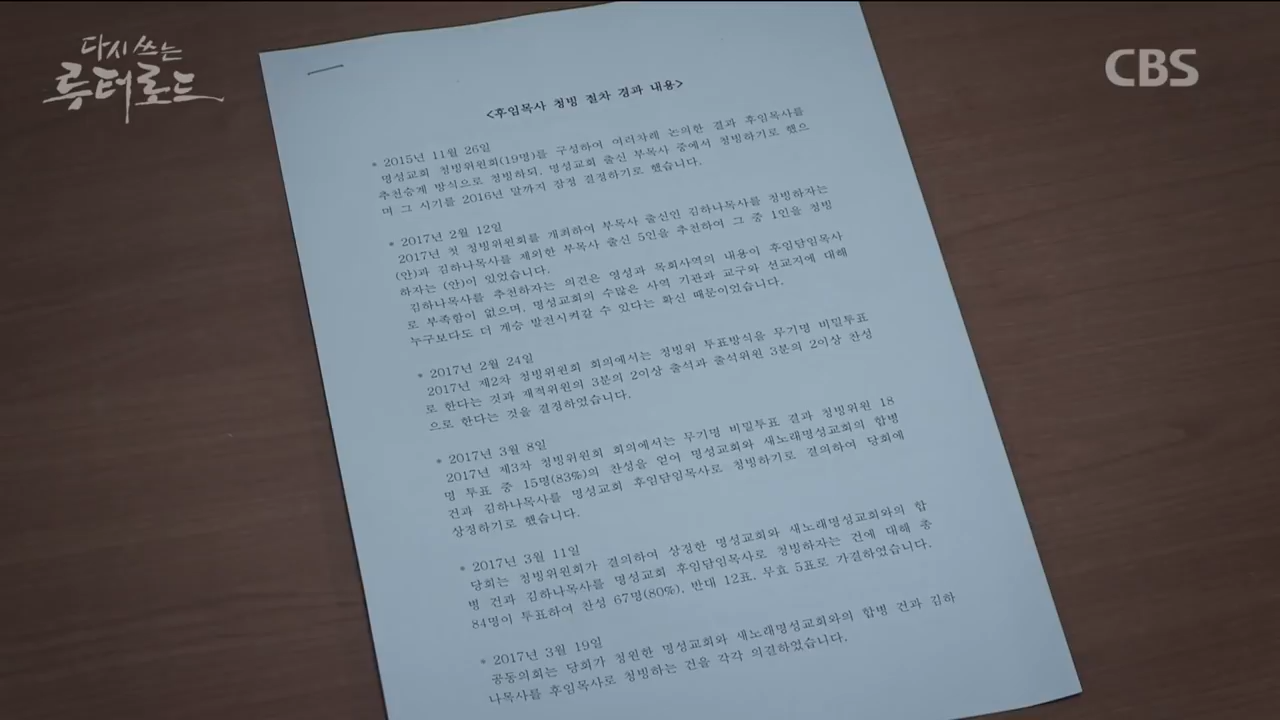 다시 쓰는
루터로드
CBS
<후임목사 청빙 절차 경과 내용>
* 2015년 11월 26일
명성교회 청빙위원회(19명)를 구성하여 여러차례 논의한 결과 후임목사를
추천승계 방식으로 청빙하되, 명성교회 출신 부목사 중에서 청빙하기로 했으
며 그 시기를 2016년 말까지 잠정 결정하기로 했습니다.
* 2017년 2월 12일
2017년 첫 청빙위원회를 개최하여 부목사 출신인 김하나목사를 청빙하자는
(안)과 김하나목사를 제외한 부목사 출신 5인을 추천하여 그 중 1인을 청빙
하자는 (안)이 있었습니다.
김하나목사를 추천하자는 의견은 영성과 목회사역의 내용이 후임담임목사
로 부족함이 없으며, 명성교회의 수많은 사역 기관과 교구와 선교지에 대해
누구보다도 더 계승 발전시켜갈 수 있다는 확신 때문이었습니다.
* 2017년 2월 24일
2017년 제2차 청빙위원회 회의에서는 청빙위 투표방식을 무기명 비밀투표
로 한다는 것과 재적위원의 3분의 2이상 출석과 출석위원 3분의 2이상 찬성
으로 한다는 것을 결정하였습니다.
* 2017년 3월 8일
2017년 제3차 청빙위원회 회의에서는 무기명 비밀투표 결과 청빙위원 18
명 투표 중 15명(83%)의 찬성을 얻어 명성교회와 새노래명성교회의 합병
건과 김하나목사를 명성교회 후임담임목사로 청빙하기로 결의하여 당회에
상정하기로 했습니다.
* 2017년 3월 11일
당회는 청빙위원회가 결의하여 상정한 명성교회와 새노래명성교회와의 합
병 건과 김하나목사를 명성교회 후임담임목사로 청빙하자는 건에 대해 총
84명이 투표하여 찬성 67명(80%), 반대 12표, 무효 5표로 가결하였습니다.
* 2017년 3월 19일
공동의회는 당회가 청원한 명성교회와 새노래명성교회와의 합병 건과 김하
나목사를 후임목사로 청빙하는 건을 각각 의결하였습니다.